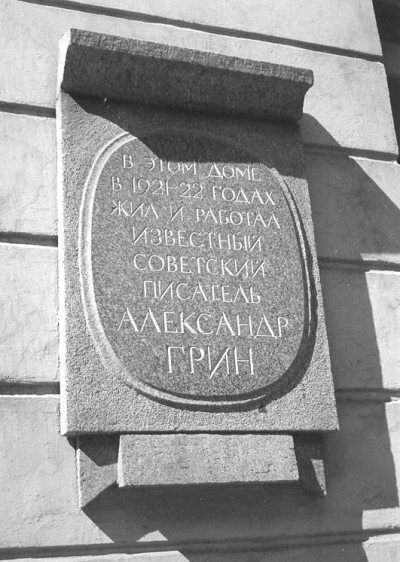 В ЭТОМ ДОМЕ
В 1921-22 ГОДАХ
ЖИЛ И РАБОТАЛ
ИЗВЕСТНЫЙ
СОВЕТСКИЙ
ПИСАТЕЛЬ
АЛЕКСАНДР
ГРИН